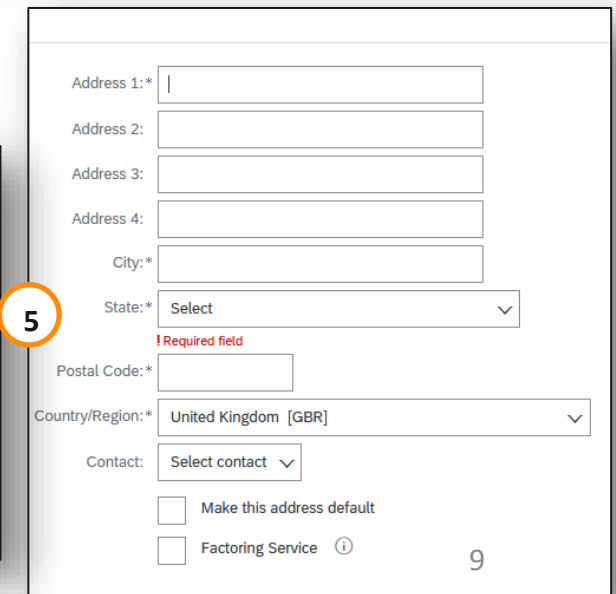 Address 1:*
Address 2:
Address 3:
Address 4:
City:*
5
State:* Select
! Required field
Postal Code:*
Country/Region:* United Kingdom [GBR]
Contact: Select contact
Make this address default
Factoring Service i
9